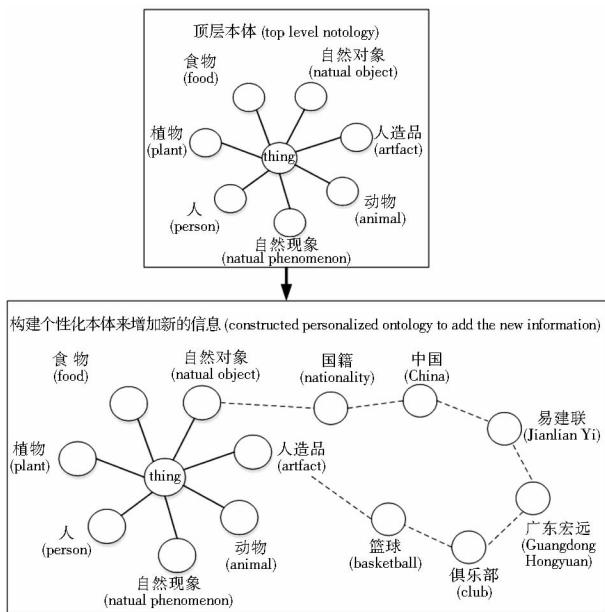 顶层本体 (top level notology)
食物
(food)
自然对象
(natual object)
植物
(plant)
人造品
(artfact)
thing
人
(person)
动物
(animal)
自然现象
(natual phenomenon)
构建个性化本体来增加新的信息 (constructed personalized ontology to add the new information)
食 物
(food)
自然对象
(natual object)
国籍
(nationality)
中国
(China)
易建联
(Jianlian Yi)
植物
(plant)
人造品
(artfact)
thing
人
(person)
动物
(animal)
自然现象
(natual phenomenon)
篮球
(basketball)
俱乐部
(club)
广东宏远
(Guangdong
Hongyuan)